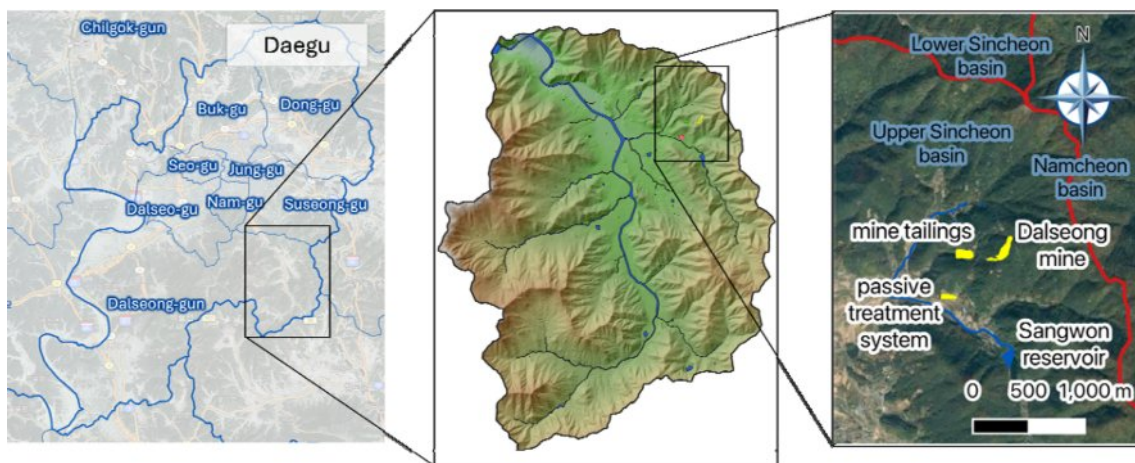 Chilgok-gun
Daegu
Buk-gu
Dong-gu
Seo-gu
Jung-gu
Dalseo-gu
Nam-gu
Suseong-gu
Dalseong-gun
Lower Sincheon
basin
N
Upper Sincheon
basin
Namcheon
basin
mine tailings
Dalseong
mine
passive
treatment
system
Sangwon
reservoir
0 500 1,000 m